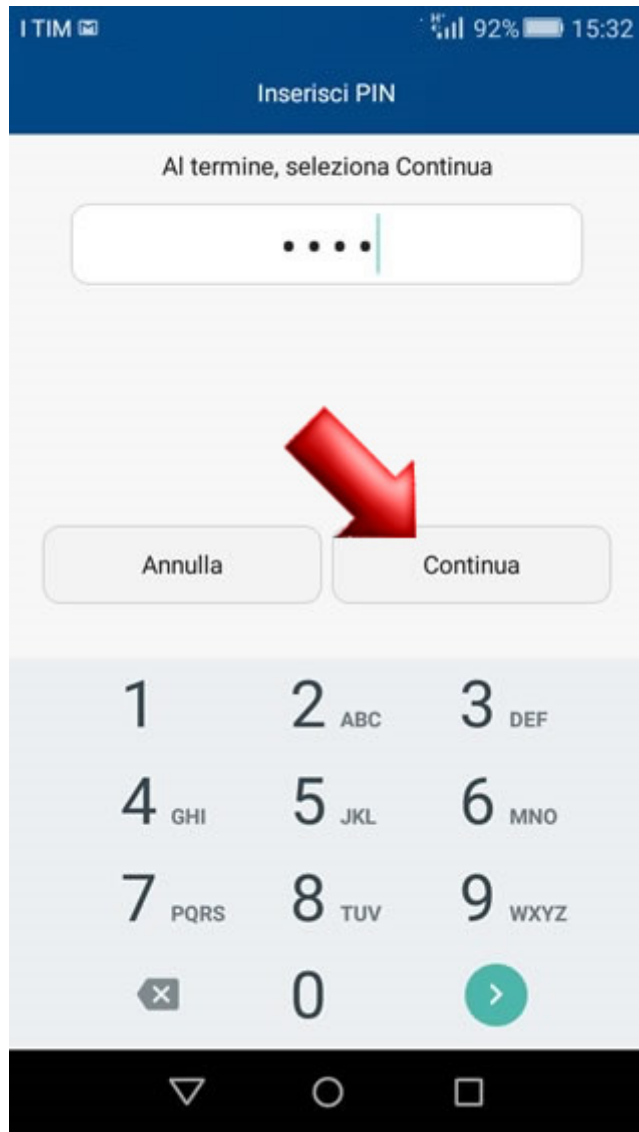 I TIM 92% 15:32
Inserisci PIN
Al termine, seleziona Continua
••••
Annulla Continua
1 2 ABC 3 DEF
4 GHI 5 JKL 6 MNO
7 PQRS 8 TUV 9 WXYZ
0